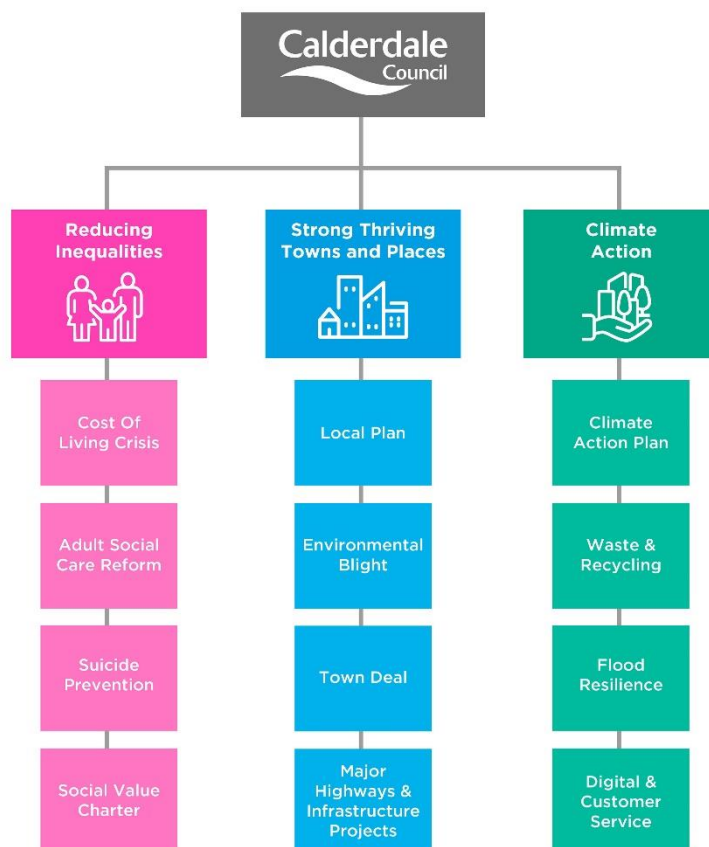 Calderdale
Council
Reducing
Inequalities
Strong Thriving
Towns and Places
Climate
Action
Cost Of
Living Crisis
Local Plan
Climate
Action Plan
Adult Social
Care Reform
Environmental
Blight
Waste &
Recycling
Suicide
Prevention
Town Deal
Flood
Resilience
Social Value
Charter
Major
Highways &
Infrastructure
Projects
Digital &
Customer
Service